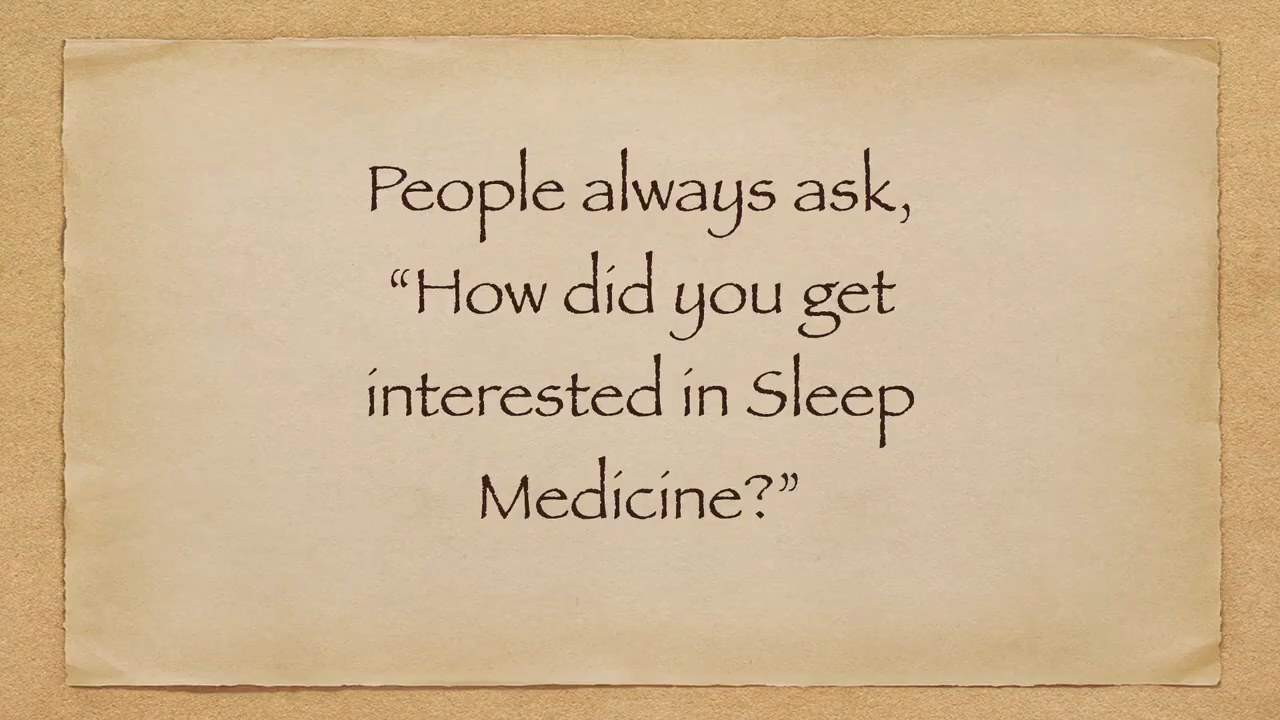 People always ask,
“How did you get
interested in Sleep
Medicine?”